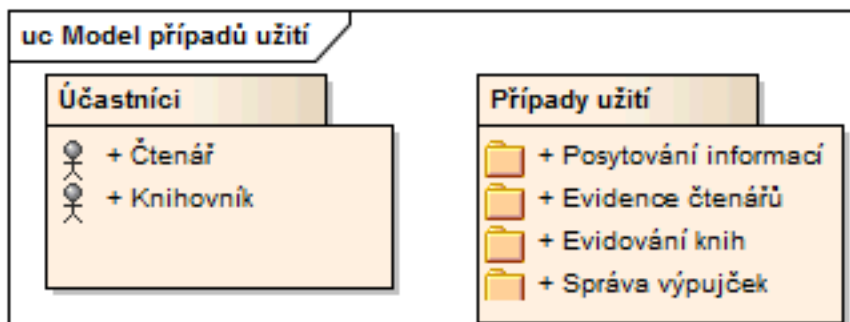 uc Model případů užití
Účastníci
+ Čtenář
+ Knihovník
Případy užití
+ Posytování informací
+ Evidence čtenářů
+ Evidování knih
+ Správa výpujček